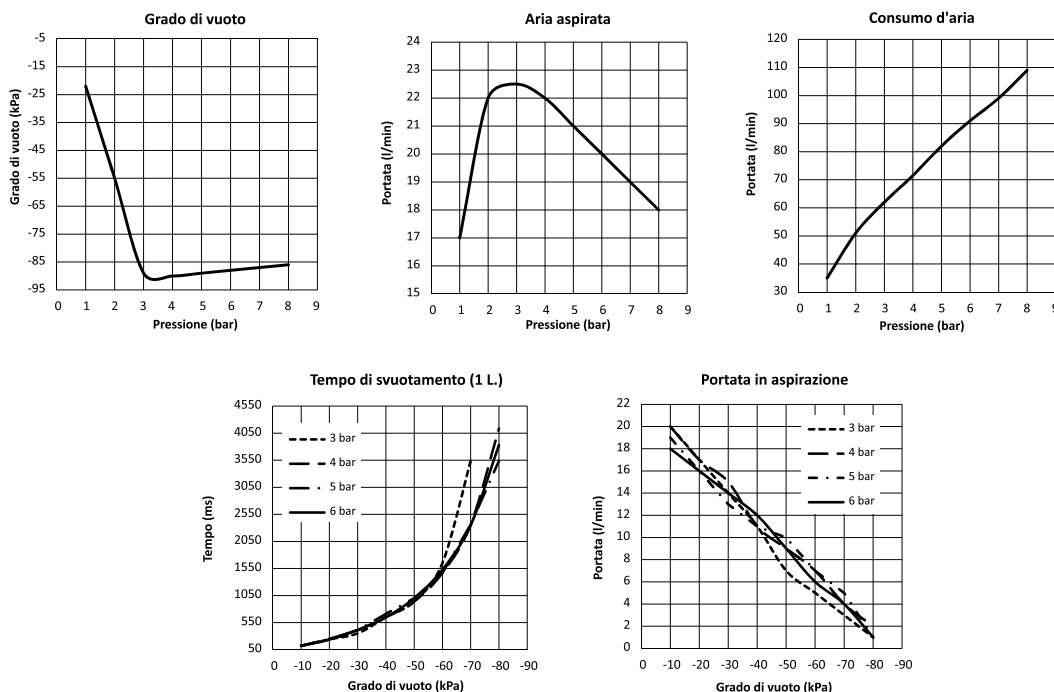 Grado di vuoto
Grado di vuoto (kPa)
-5
-15
-25
-35
-45
-55
-65
-75
-85
-95
0 1 2 3 4 5 6 7 8 9
Pressione (bar)
Aria aspirata
Portata (l/min)
24
23
22
21
20
19
18
17
16
15
0 1 2 3 4 5 6 7 8 9
Pressione (bar)
Consumo d'aria
Portata (l/min)
120
110
100
90
80
70
60
50
40
30
0 1 2 3 4 5 6 7 8 9
Pressione (bar)
Tempo di svuotamento (1 L.)
Tempo (ms)
4550
4050
3550
3050
2550
2050
1550
1050
550
50
3 bar
4 bar
5 bar
6 bar
0 -10 -20 -30 -40 -50 -60 -70 -80 -90
Grado di vuoto (kPa)
Portata in aspirazione
Portata (l/min)
22
20
18
16
14
12
10
8
6
4
2
0
3 bar
4 bar
5 bar
6 bar
0 -10 -20 -30 -40 -50 -60 -70 -80 -90
Grado di vuoto (kPa)